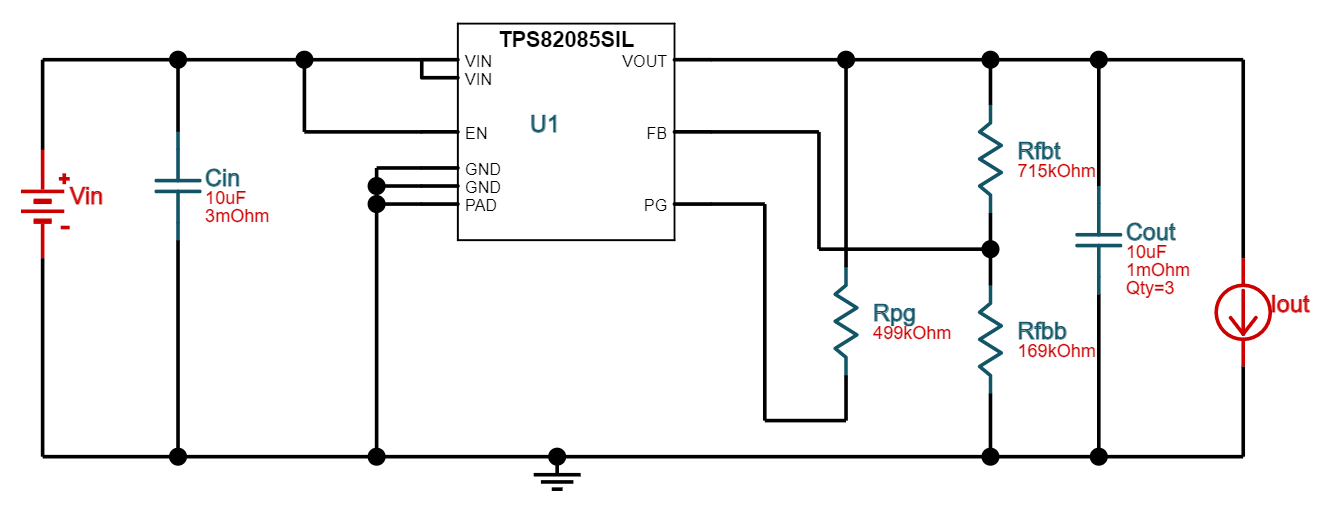 TPS82085SIL
VIN
VIN
VOUT
U1
EN
FB
GND
GND
PAD
PG
+
Vin
-
Cin
10uF
3mOhm
Rfbt
715kOhm
Cout
10uF
1mOhm
Qty=3
Rpg
499kOhm
Rfbb
169kOhm
Iout